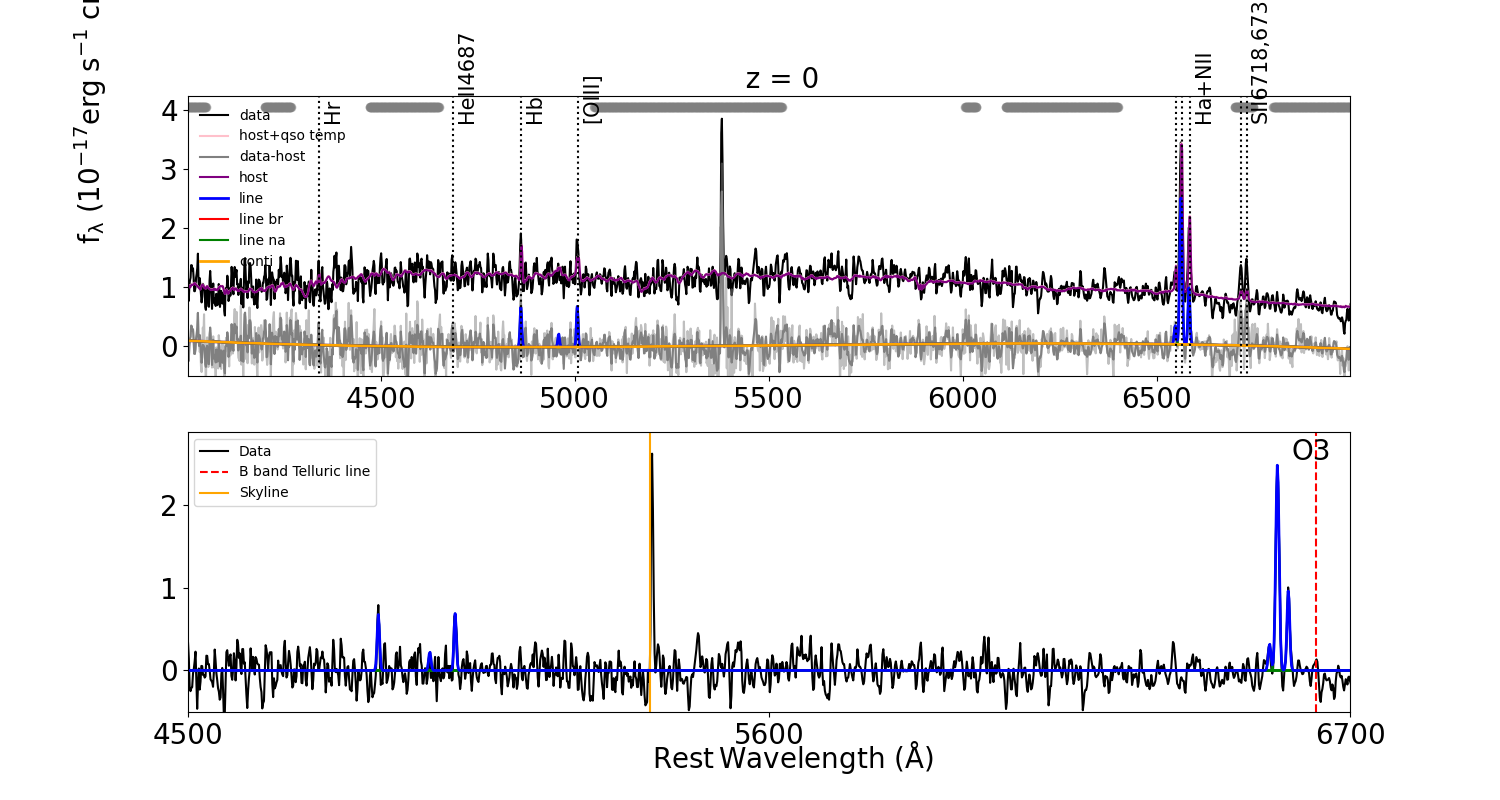 z = 0
f_λ (10⁻¹⁷erg s⁻¹ c
4
3
2
1
0
data
host+qso temp
data-host
host
line
line br
line na
conti
Hr
HeII4687
Hb
[OIII]
Ha+NII
SII6718,673
4500
5000
5500
6000
6500
Data
B band Telluric line
Skyline
O3
2
1
0
4500
5600
6700
Rest Wavelength (Å)